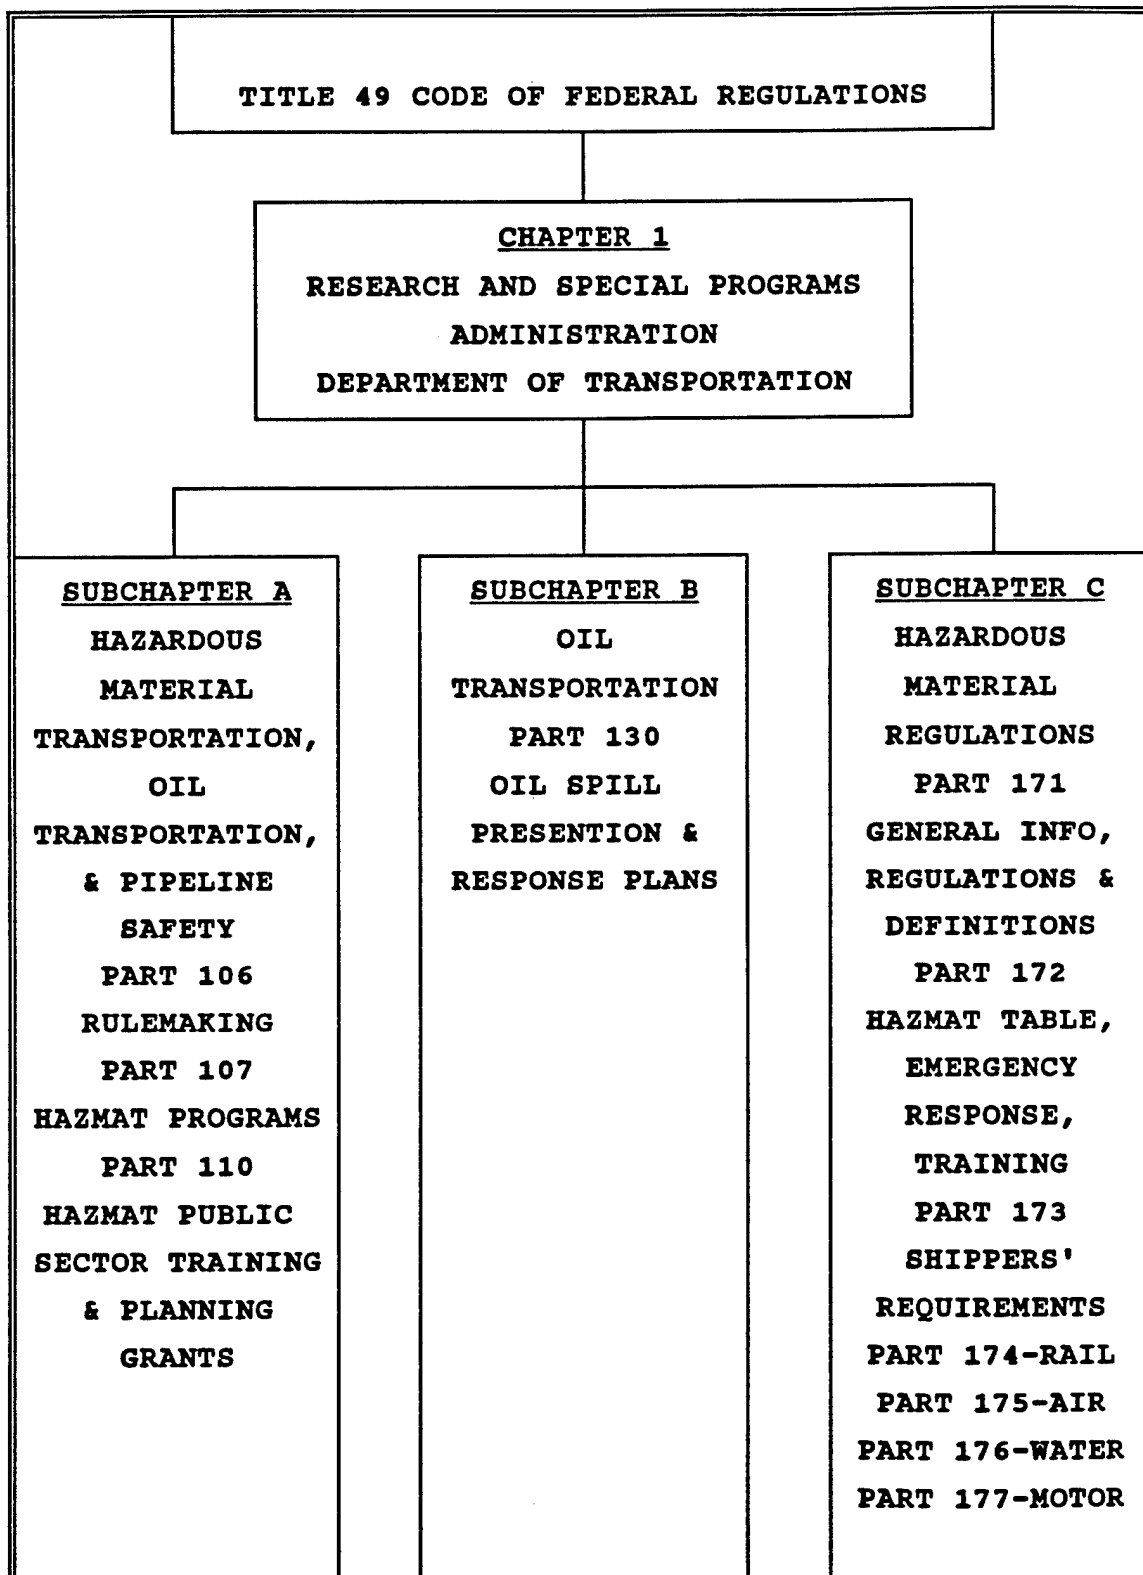 TITLE 49 CODE OF FEDERAL REGULATIONS
CHAPTER 1
RESEARCH AND SPECIAL PROGRAMS
ADMINISTRATION
DEPARTMENT OF TRANSPORTATION
SUBCHAPTER A
HAZARDOUS
MATERIAL
TRANSPORTATION,
OIL
TRANSPORTATION,
& PIPELINE
SAFETY
PART 106
RULEMAKING
PART 107
HAZMAT PROGRAMS
PART 110
HAZMAT PUBLIC
SECTOR TRAINING
& PLANNING
GRANTS
SUBCHAPTER B
OIL
TRANSPORTATION
PART 130
OIL SPILL
PRESENTION &
RESPONSE PLANS
SUBCHAPTER C
HAZARDOUS
MATERIAL
REGULATIONS
PART 171
GENERAL INFO,
REGULATIONS &
DEFINITIONS
PART 172
HAZMAT TABLE,
EMERGENCY
RESPONSE,
TRAINING
PART 173
SHIPPERS'
REQUIREMENTS
PART 174-RAIL
PART 175-AIR
PART 176-WATER
PART 177-MOTOR